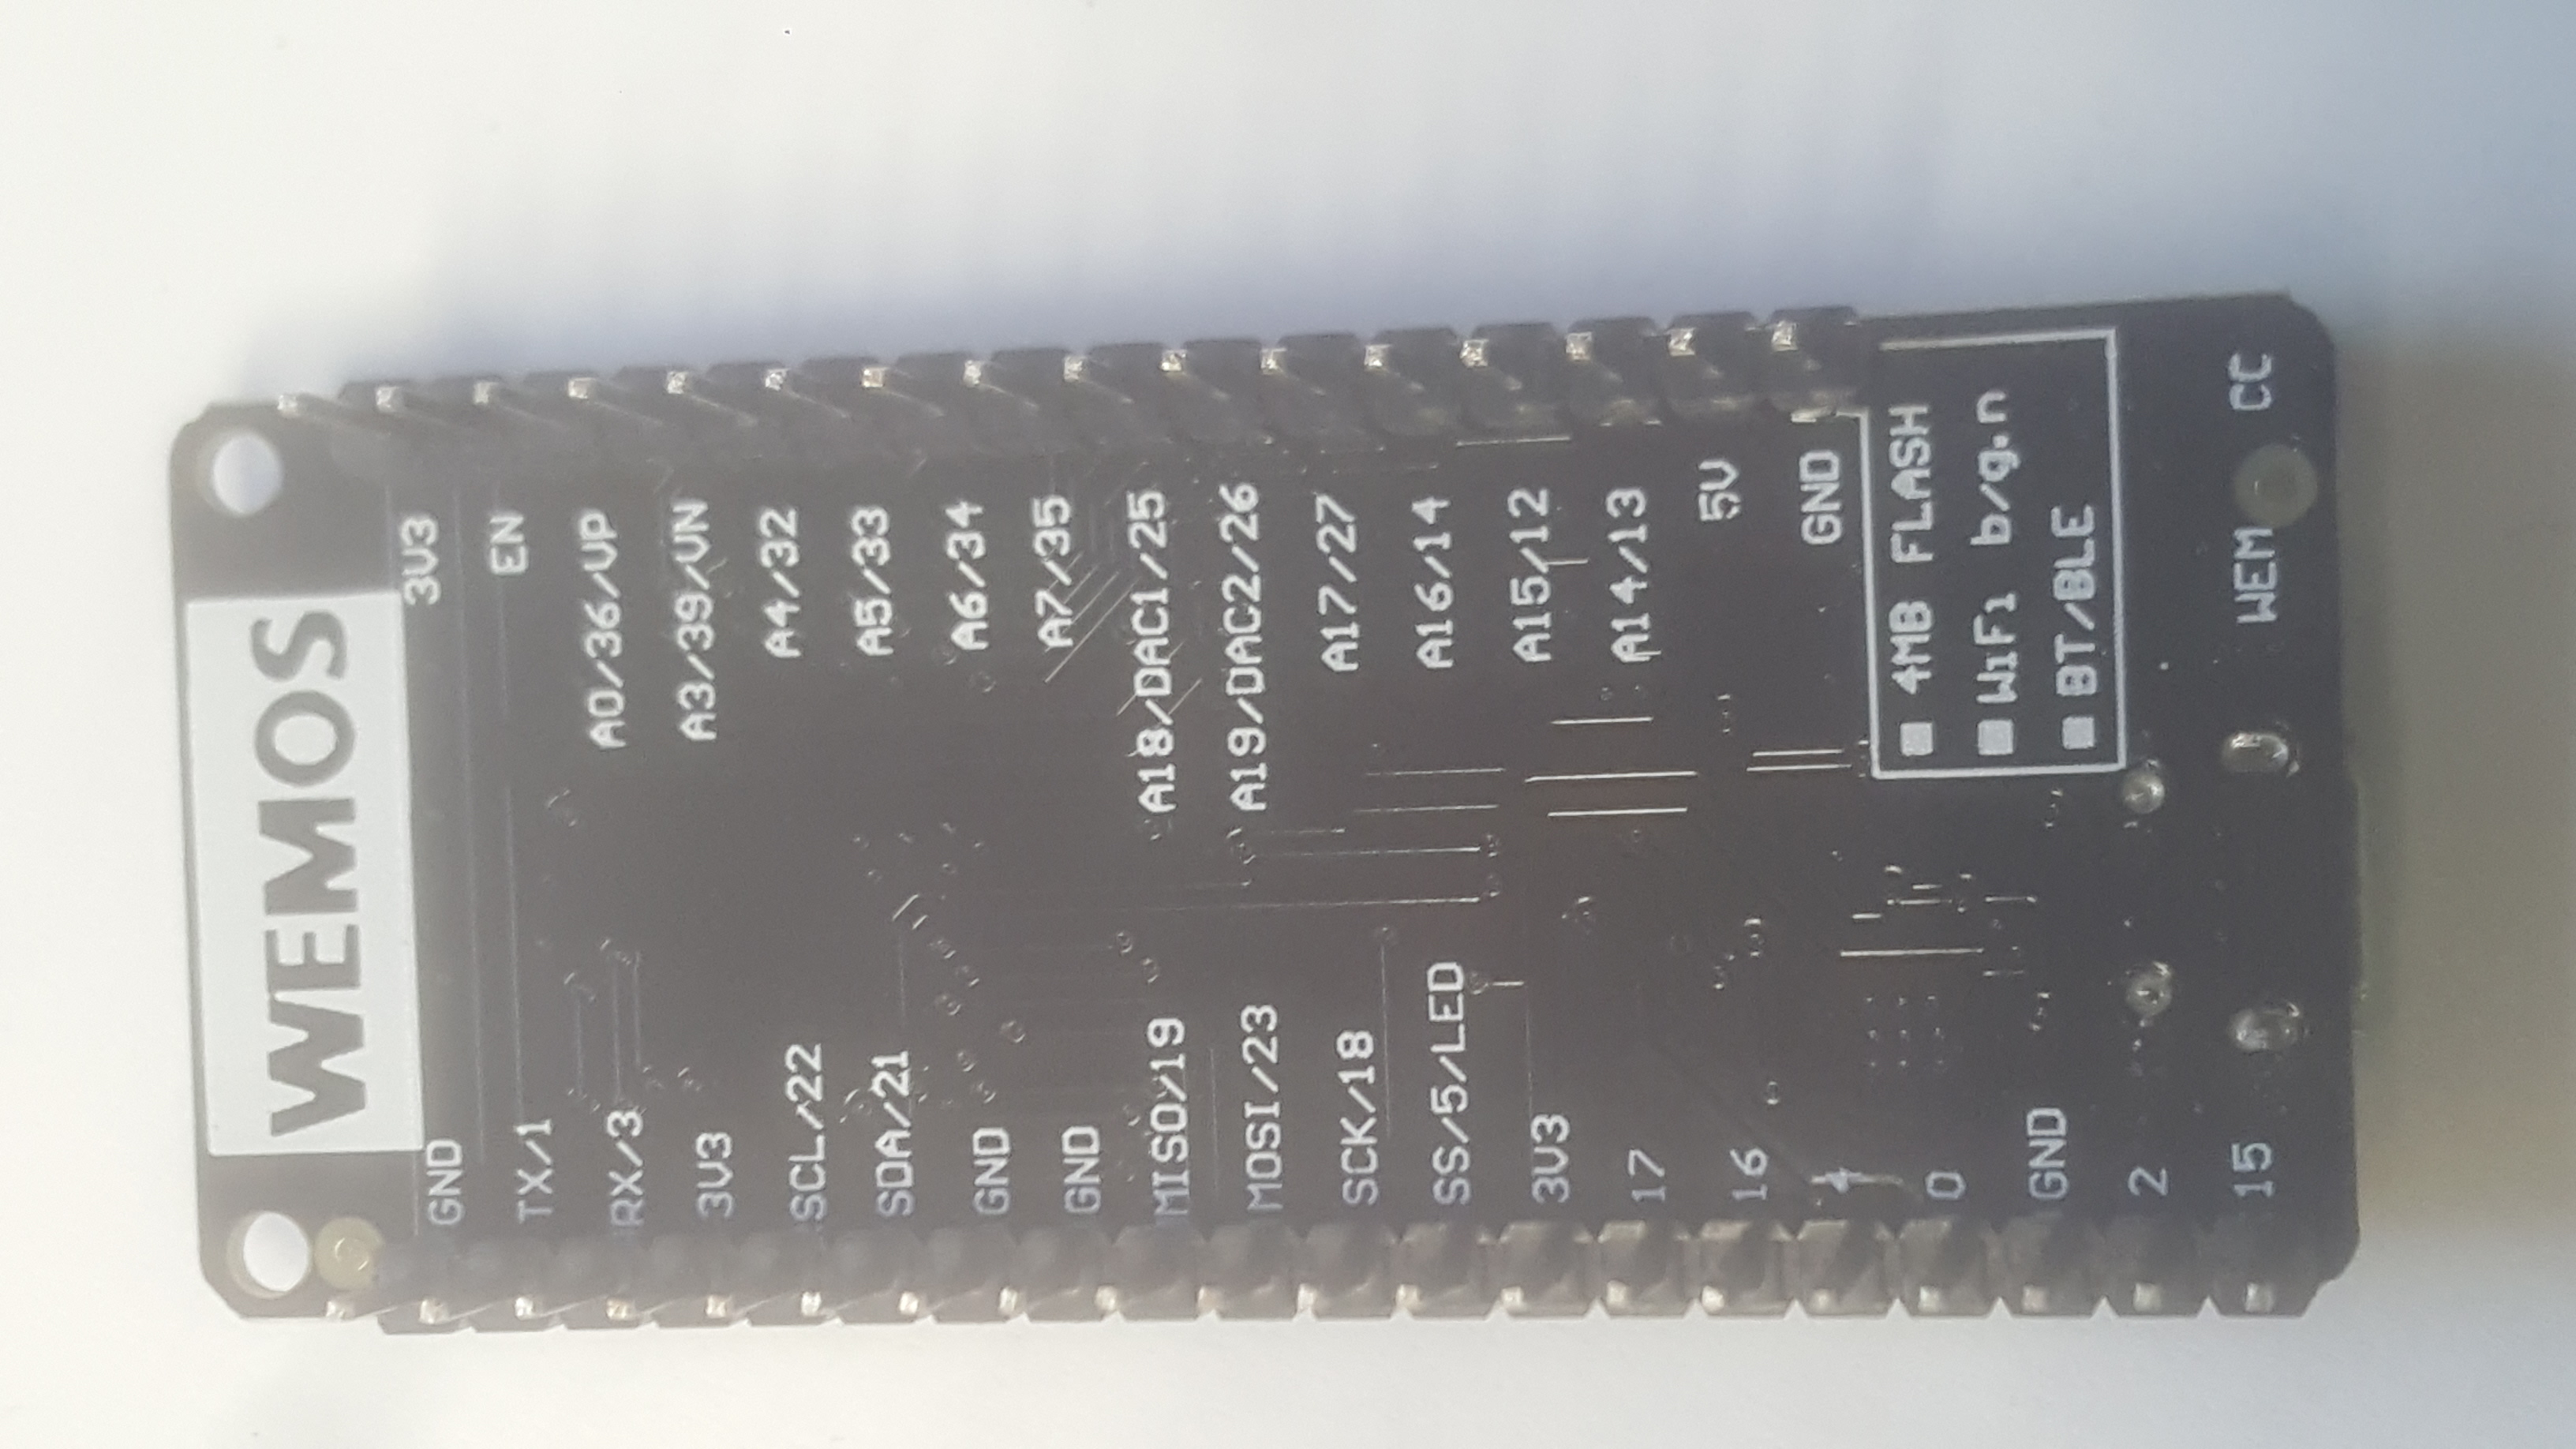 WEMOS
GND 3V3
TX/1 EN
RX/3 A0/36/VP
3V3 A3/39/VN
SCL/22 A4/32
SDA/21 A5/33
GND A6/34
GND A7/35
MISO/19 A18/DAC1/25
MOSI/23 A19/DAC2/26
SCK/18 A17/27
SS/5/LED A16/14
3V3 A15/12
17 A14/13
16 5V
4 GND
0 4MB FLASH
WiFi b/g.n
GND BT/BLE
2
15 WEM CC